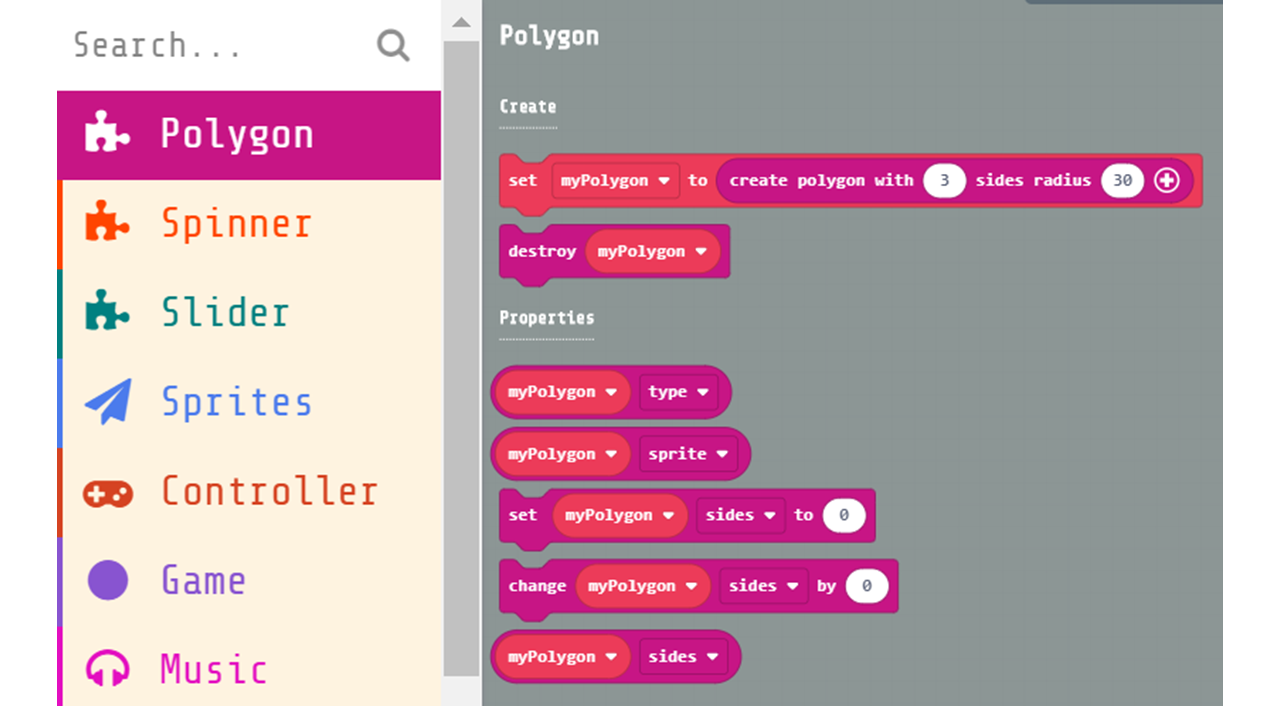 Search...
Polygon
Spinner
Slider
Sprites
Controller
Game
Music
Polygon
Create
set myPolygon to create polygon with 3 sides radius 30
destroy myPolygon
Properties
myPolygon type
myPolygon sprite
set myPolygon sides to 0
change myPolygon sides by 0
myPolygon sides